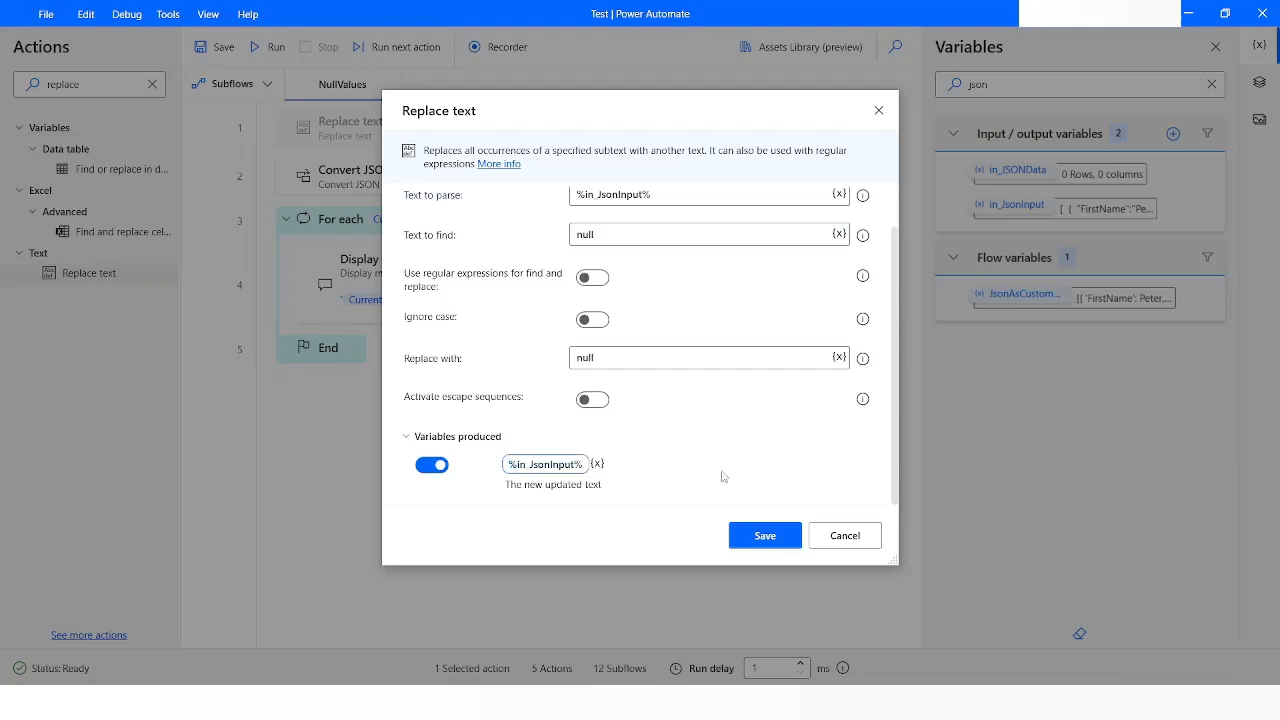 File Edit Debug Tools View Help
Test | Power Automate
Actions
replace
Variables
Data table
Find or replace in d...
Excel
Advanced
Find and replace cel...
Text
Replace text
See more actions
Save Run Stop Run next action Recorder
Assets Library (preview)
Subflows
NullValues
1
Replace text
Replace text
2
Convert JSO
Convert JSON
3
For each Cu
4
Display
Display m
' Current
5
End
Replace text
Replaces all occurrences of a specified subtext with another text. It can also be used with regular
expressions More info
Text to parse: %in_JsonInput% {x}
Text to find: null {x}
Use regular expressions for find and
replace:
Ignore case:
Replace with: null {x}
Activate escape sequences:
Variables produced
%in_JsonInput% {x}
The new updated text
Save Cancel
Variables
json
Input / output variables 2
{x} in_JSONData 0 Rows, 0 columns
{x} in_JsonInput [ { "FirstName":"Pe...
Flow variables 1
{x} JsonAsCustom... [{ 'FirstName': Peter,...
{x}
Status: Ready
1 Selected action 5 Actions 12 Subflows Run delay 1 ms